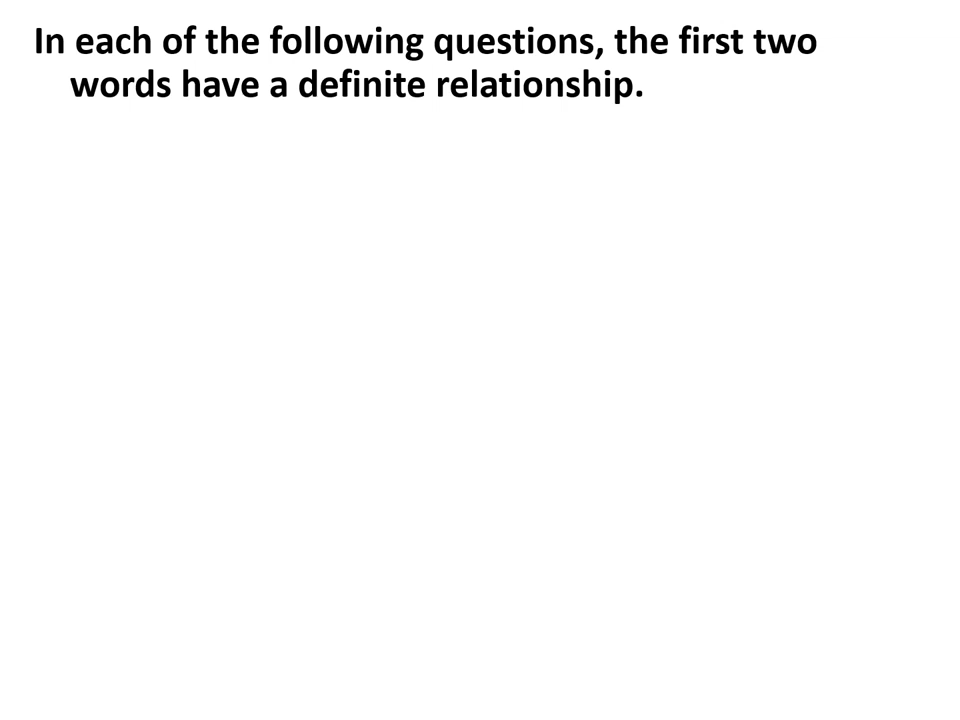 In each of the following questions, the first two
words have a definite relationship.